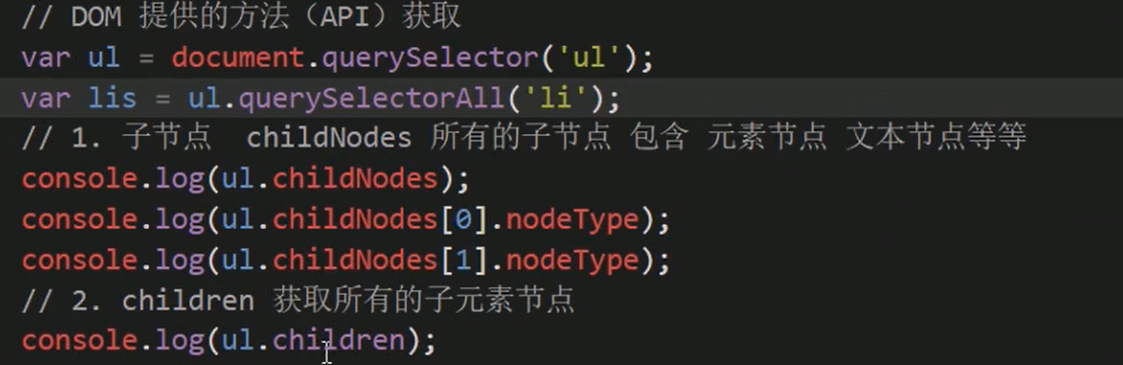 // DOM 提供的方法（API）获取
var ul = document.querySelector('ul');
var lis = ul.querySelectorAll('li');
// 1. 子节点  childNodes 所有的子节点 包含 元素节点 文本节点等等
console.log(ul.childNodes);
console.log(ul.childNodes[0].nodeType);
console.log(ul.childNodes[1].nodeType);
// 2. children 获取所有的子元素节点
console.log(ul.children);